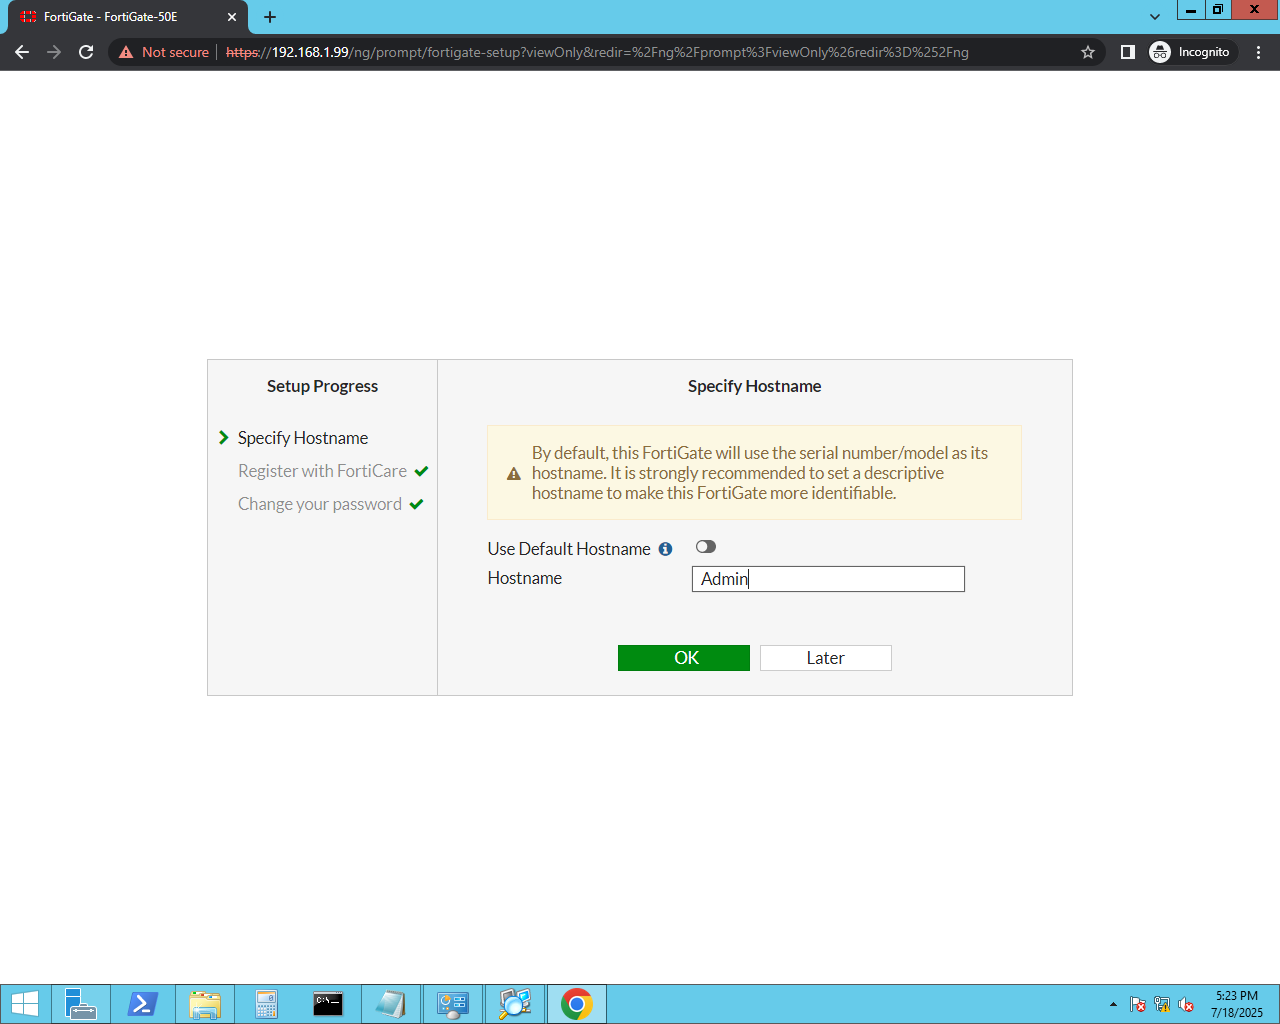 FortiGate - FortiGate-50E
Not secure
https://192.168.1.99/ng/prompt/fortigate-setup?viewOnly&redir=%2Fng%2Fprompt%3FviewOnly%26redir%3D%252Fng
Incognito
Setup Progress
Specify Hostname
Register with FortiCare
Change your password
Specify Hostname
By default, this FortiGate will use the serial number/model as its
hostname. It is strongly recommended to set a descriptive
hostname to make this FortiGate more identifiable.
Use Default Hostname
Hostname
Admin
OK
Later
C:\
5:23 PM
7/18/2025